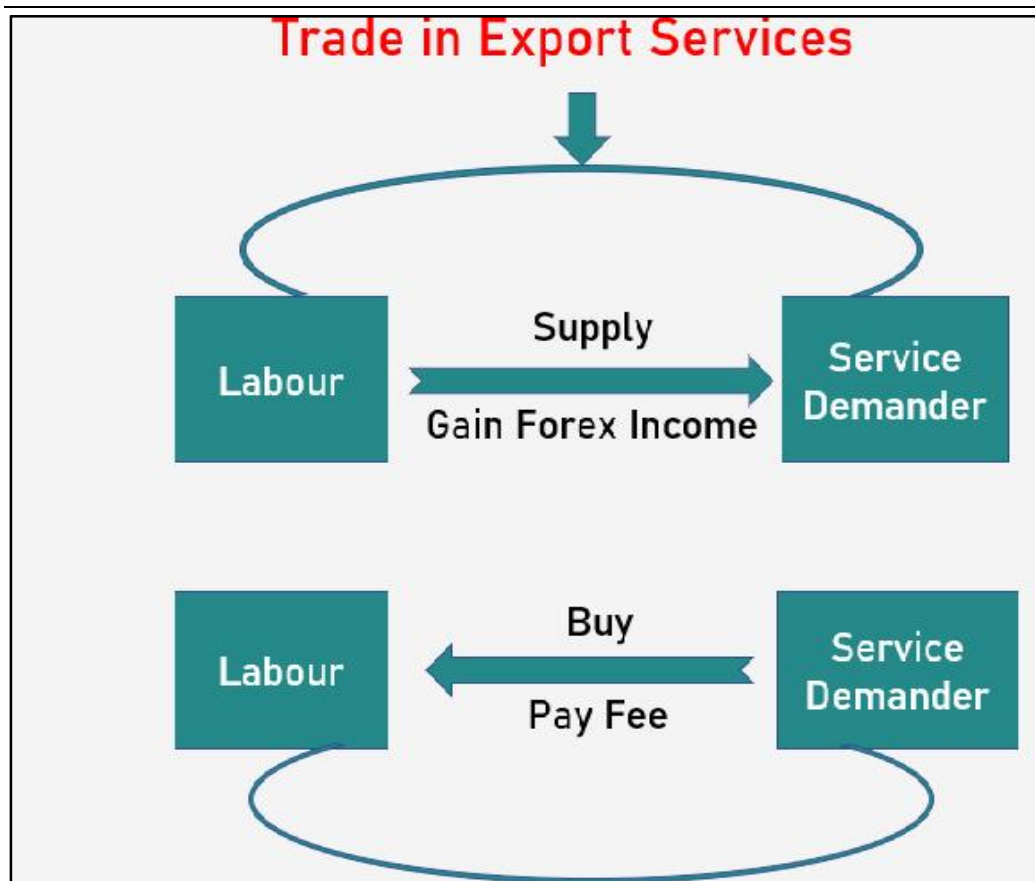 Trade in Export Services
Supply
Labour
Service
Demander
Gain Forex Income
Buy
Labour
Service
Demander
Pay Fee